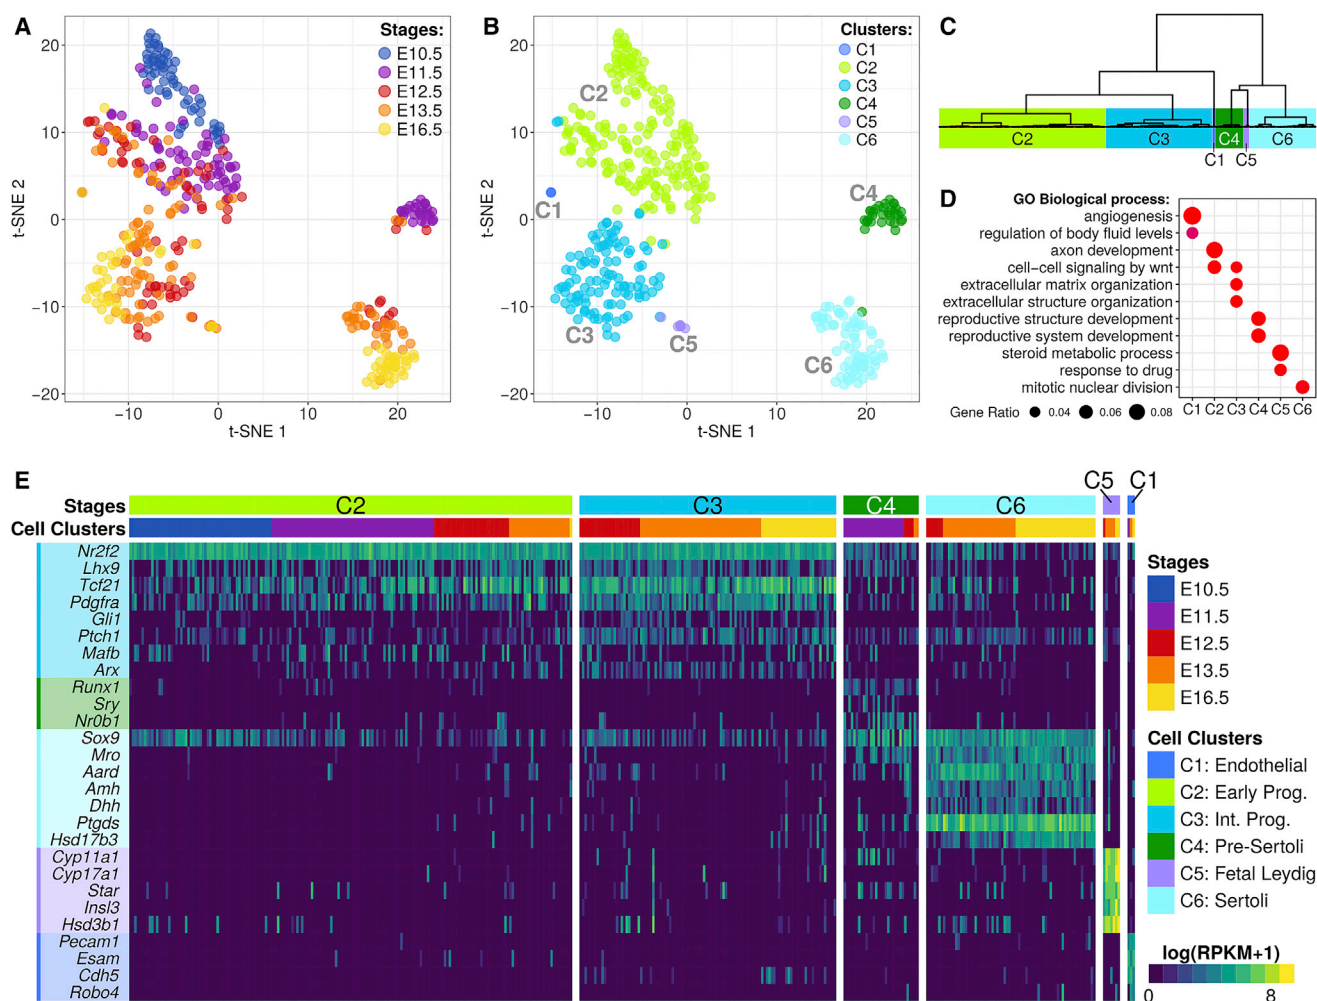 A
Stages:
E10.5
E11.5
E12.5
E13.5
E16.5
20
10
0
−10
−20
t-SNE 2
−10
0
10
20
t-SNE 1
B
Clusters:
C1
C2
C3
C4
C5
C6
C2
C1
C3
C4
C5
C6
20
10
0
−10
−20
t-SNE 2
−10
0
10
20
t-SNE 1
C
C2
C3
C4
C6
C1
C5
D
GO Biological process:
angiogenesis
regulation of body fluid levels
axon development
cell−cell signaling by wnt
extracellular matrix organization
extracellular structure organization
reproductive structure development
reproductive system development
steroid metabolic process
response to drug
mitotic nuclear division
Gene Ratio 0.04 0.06 0.08
C1 C2 C3 C4 C5 C6
E
C5 C1
Stages C2 C3 C4 C6
Cell Clusters
Nr2f2
Lhx9
Tcf21
Pdgfra
Gli1
Ptch1
Mafb
Arx
Runx1
Sry
Nr0b1
Sox9
Mro
Aard
Amh
Dhh
Ptgds
Hsd17b3
Cyp11a1
Cyp17a1
Star
Insl3
Hsd3b1
Pecam1
Esam
Cdh5
Robo4
Stages
E10.5
E11.5
E12.5
E13.5
E16.5
Cell Clusters
C1: Endothelial
C2: Early Prog.
C3: Int. Prog.
C4: Pre-Sertoli
C5: Fetal Leydig
C6: Sertoli
log(RPKM+1)
0 8